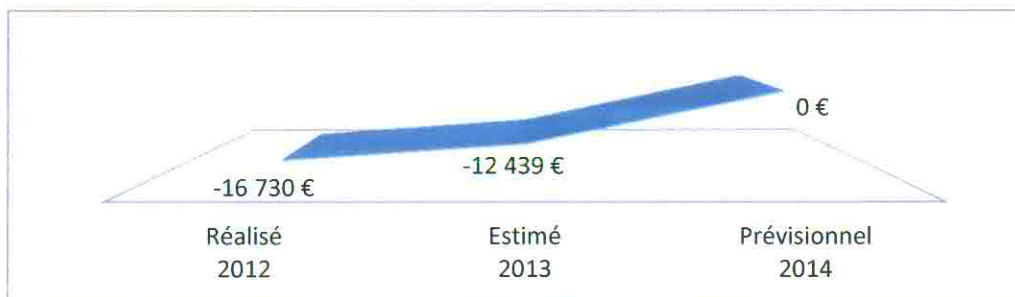 0 €
-12 439 €
-16 730 €
Réalisé
2012
Estimé
2013
Prévisionnel
2014